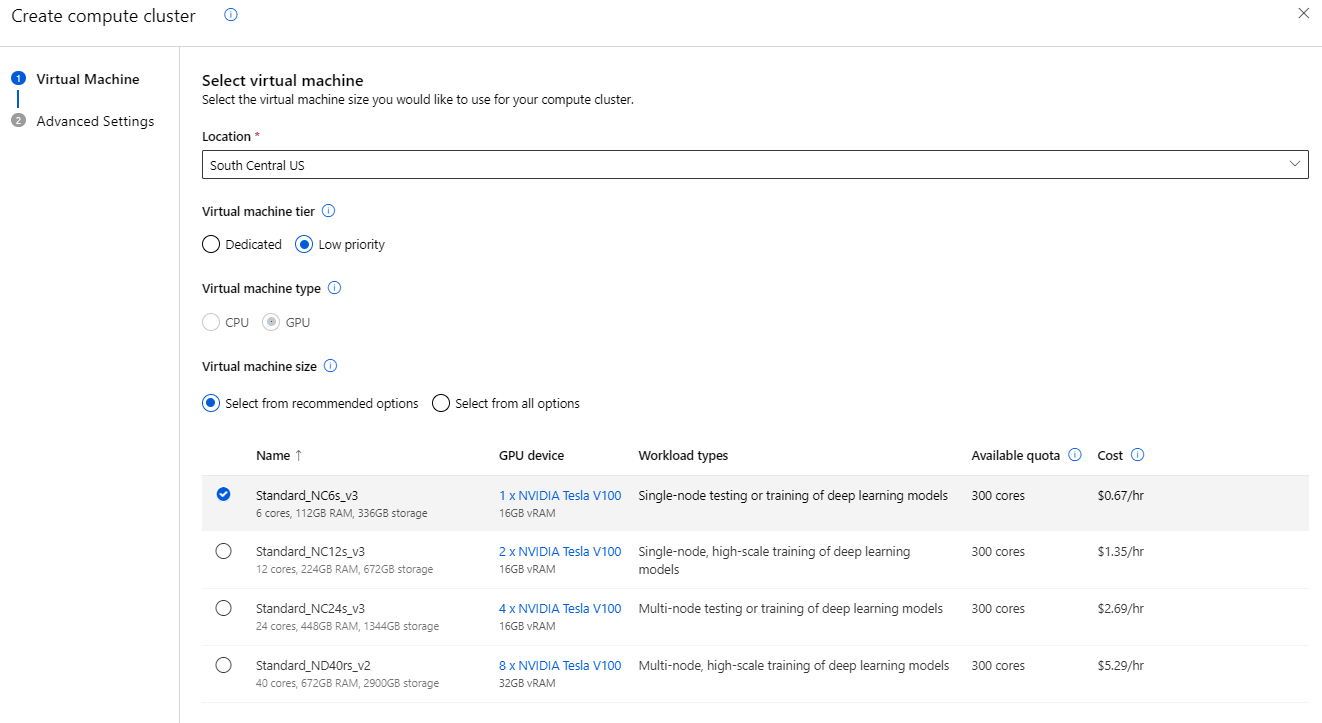 Create compute cluster
1 Virtual Machine
2 Advanced Settings
Select virtual machine
Select the virtual machine size you would like to use for your compute cluster.
Location *
South Central US
Virtual machine tier
Dedicated Low priority
Virtual machine type
CPU GPU
Virtual machine size
Select from recommended options Select from all options
Name ↑ GPU device Workload types Available quota Cost
Standard_NC6s_v3 1 x NVIDIA Tesla V100 Single-node testing or training of deep learning models 300 cores $0.67/hr
6 cores, 112GB RAM, 336GB storage 16GB vRAM
Standard_NC12s_v3 2 x NVIDIA Tesla V100 Single-node, high-scale training of deep learning 300 cores $1.35/hr
12 cores, 224GB RAM, 672GB storage 16GB vRAM models
Standard_NC24s_v3 4 x NVIDIA Tesla V100 Multi-node testing or training of deep learning models 300 cores $2.69/hr
24 cores, 448GB RAM, 1344GB storage 16GB vRAM
Standard_ND40rs_v2 8 x NVIDIA Tesla V100 Multi-node, high-scale training of deep learning models 300 cores $5.29/hr
40 cores, 672GB RAM, 2900GB storage 32GB vRAM